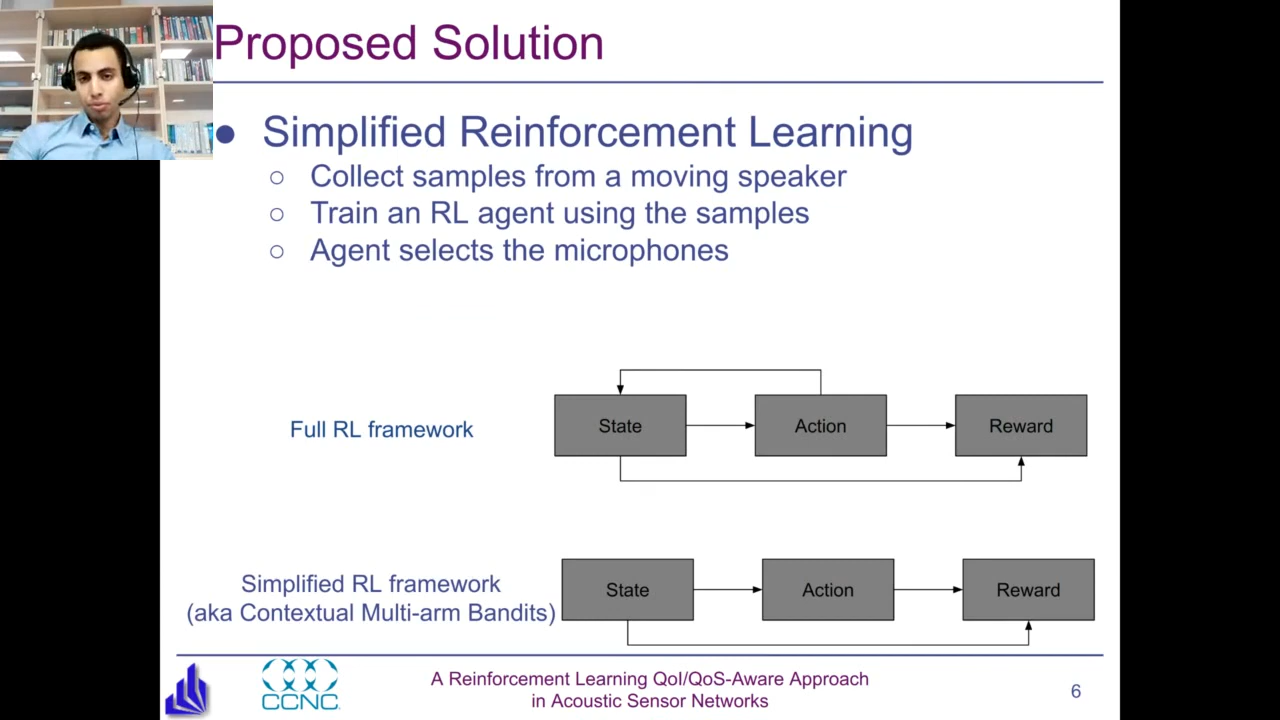 Proposed Solution
● Simplified Reinforcement Learning
○ Collect samples from a moving speaker
○ Train an RL agent using the samples
○ Agent selects the microphones
Full RL framework
State
Action
Reward
Simplified RL framework
(aka Contextual Multi-arm Bandits)
State
Action
Reward
CCNC
A Reinforcement Learning QoI/QoS-Aware Approach
in Acoustic Sensor Networks
6